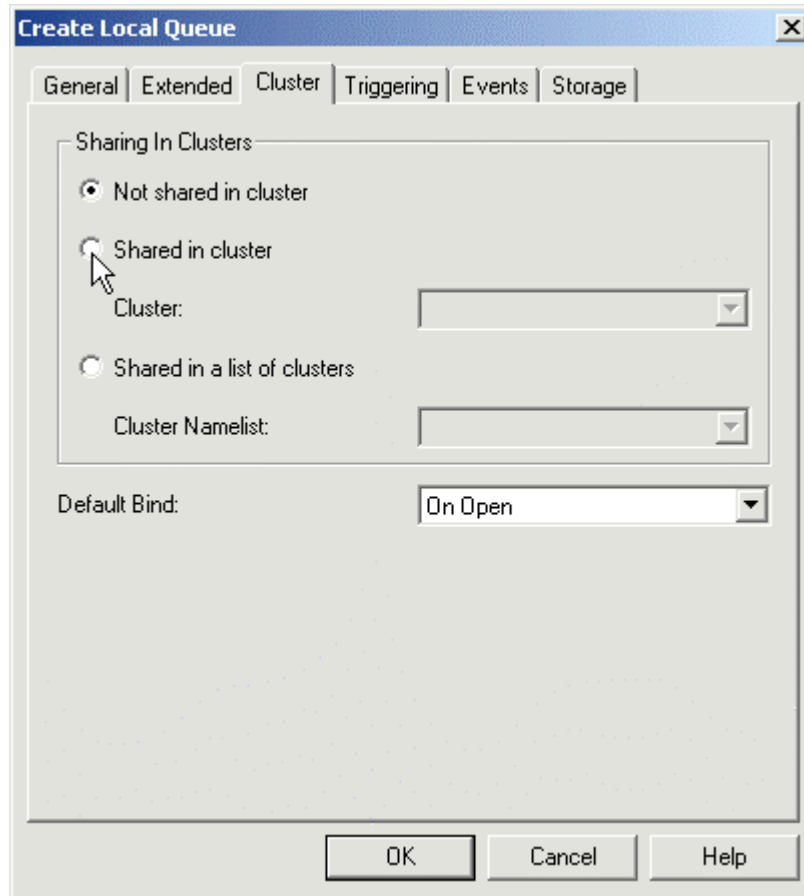 Create Local Queue
General Extended Cluster Triggering Events Storage
Sharing In Clusters
Not shared in cluster
Shared in cluster
Cluster:
Shared in a list of clusters
Cluster Namelist:
Default Bind: On Open
OK Cancel Help